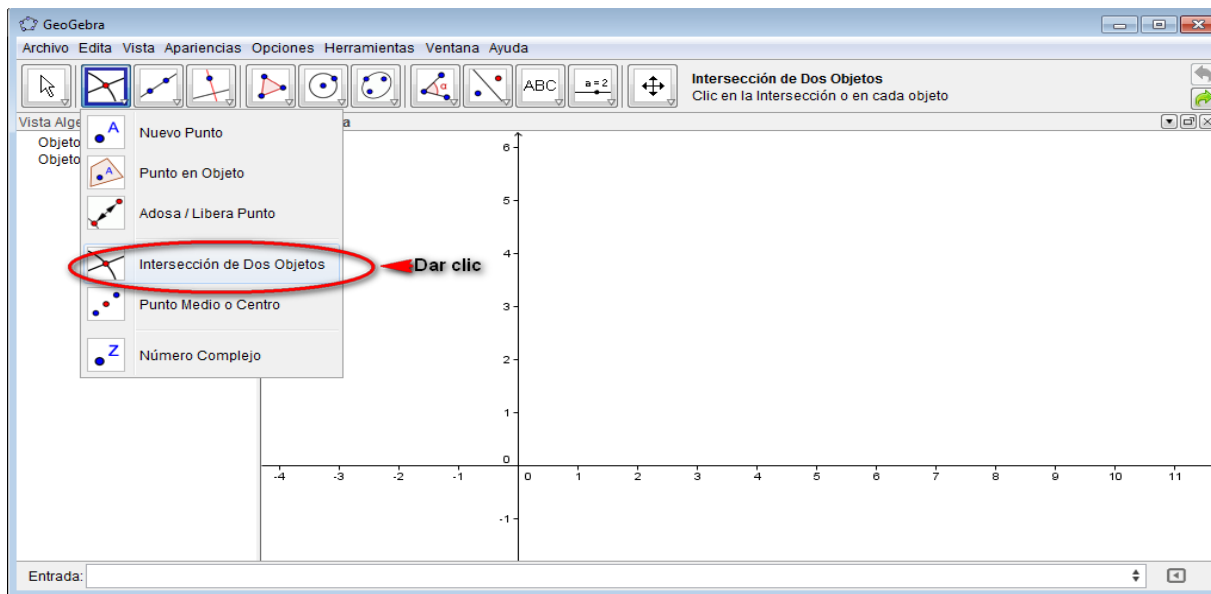 GeoGebra
Archivo Edita Vista Apariencias Opciones Herramientas Ventana Ayuda
ABC
a = 2
α
Intersección de Dos Objetos
Clic en la Intersección o en cada objeto
Vista Alge
a
Objeto
Objeto
A
Nuevo Punto
A
Punto en Objeto
Adosa / Libera Punto
Intersección de Dos Objetos
Dar clic
Punto Medio o Centro
Z
Número Complejo
6
5
4
3
2
1
0
-4 -3 -2 -1 0 1 2 3 4 5 6 7 8 9 10 11
-1
Entrada: